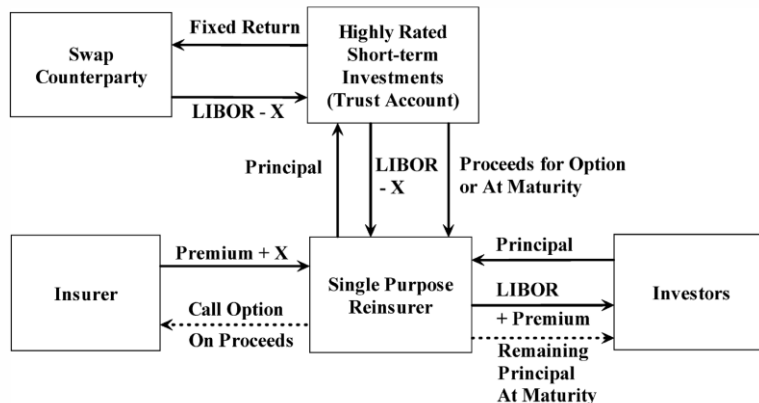 Fixed Return
Swap
Counterparty
LIBOR - X
Highly Rated
Short-term
Investments
(Trust Account)
Principal
LIBOR
- X
Proceeds for Option
or At Maturity
Insurer
Premium + X
Call Option
On Proceeds
Single Purpose
Reinsurer
Principal
LIBOR
+ Premium
Remaining
Principal
At Maturity
Investors